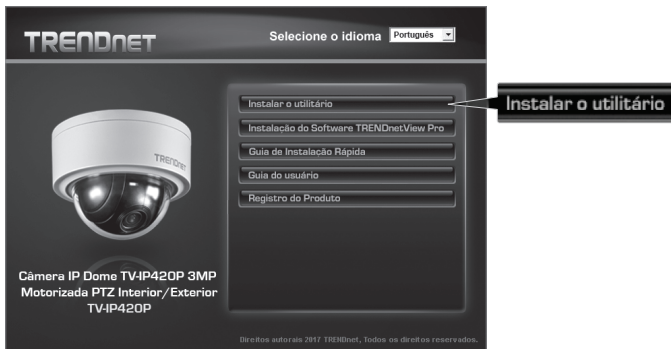 TRENDNET
Selecione o idioma Português
Instalar o utilitário
Instalar o utilitário
Instalação do Software TRENDnetView Pro
Guia de Instalação Rápida
Guia do usuário
Registro do Produto
TRENDNET
Câmera IP Dome TV-IP420P 3MP
Motorizada PTZ Interior/Exterior
TV-IP420P
Direitos autorais 2017 TRENDnet, Todos os direitos reservados.